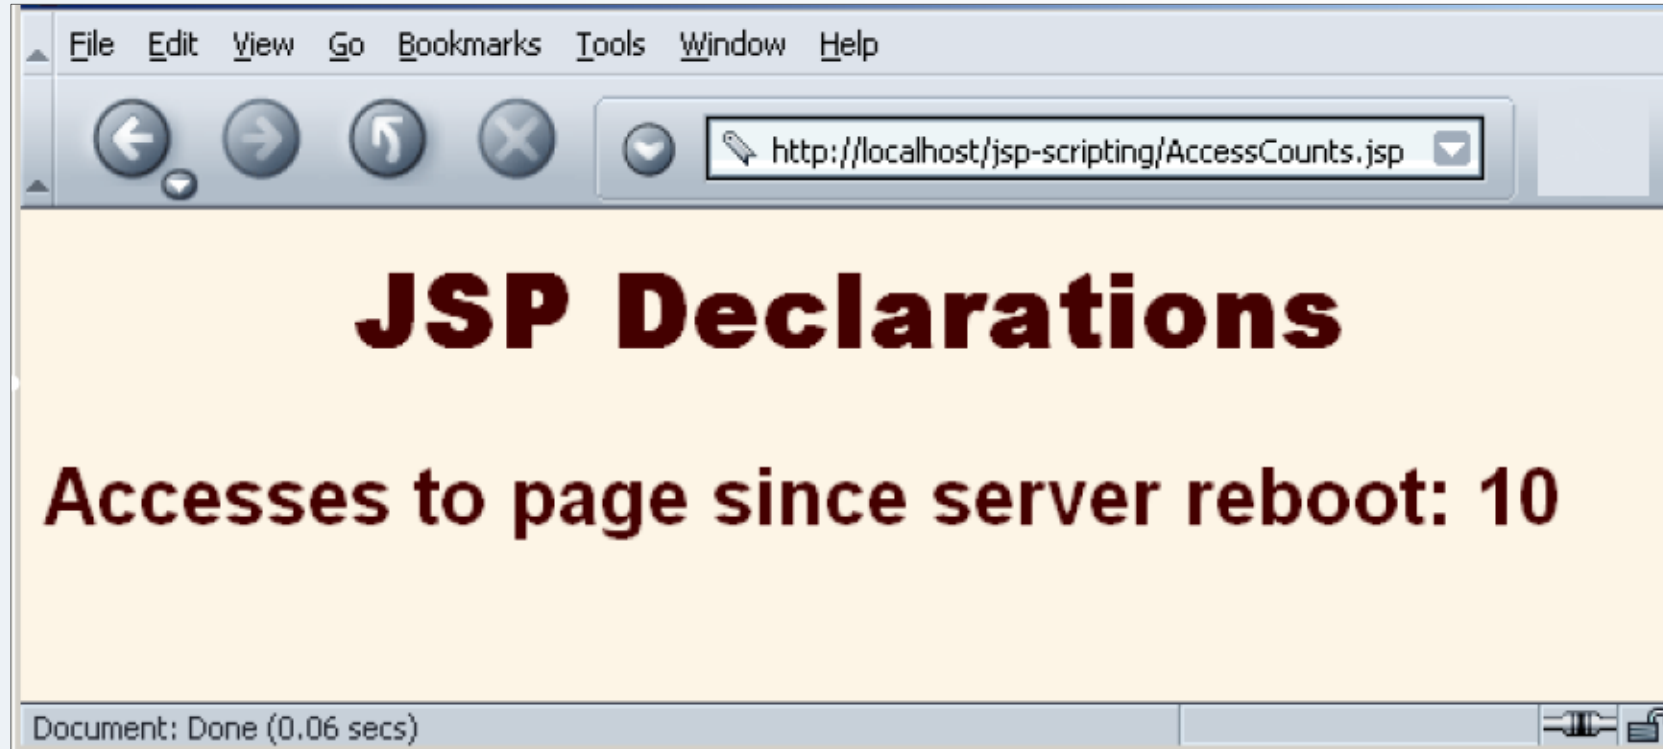 File Edit View Go Bookmarks Tools Window Help
http://localhost/jsp-scripting/AccessCounts.jsp
JSP Declarations
Accesses to page since server reboot: 10
Document: Done (0.06 secs)